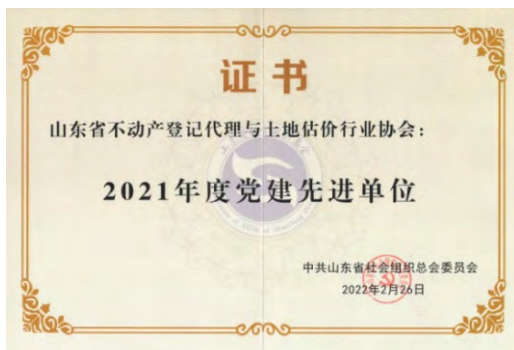 证书
山东省不动产登记代理与土地估价行业协会：
2021年度党建先进单位
中共山东省社会组织总会委员会
2022年2月26日